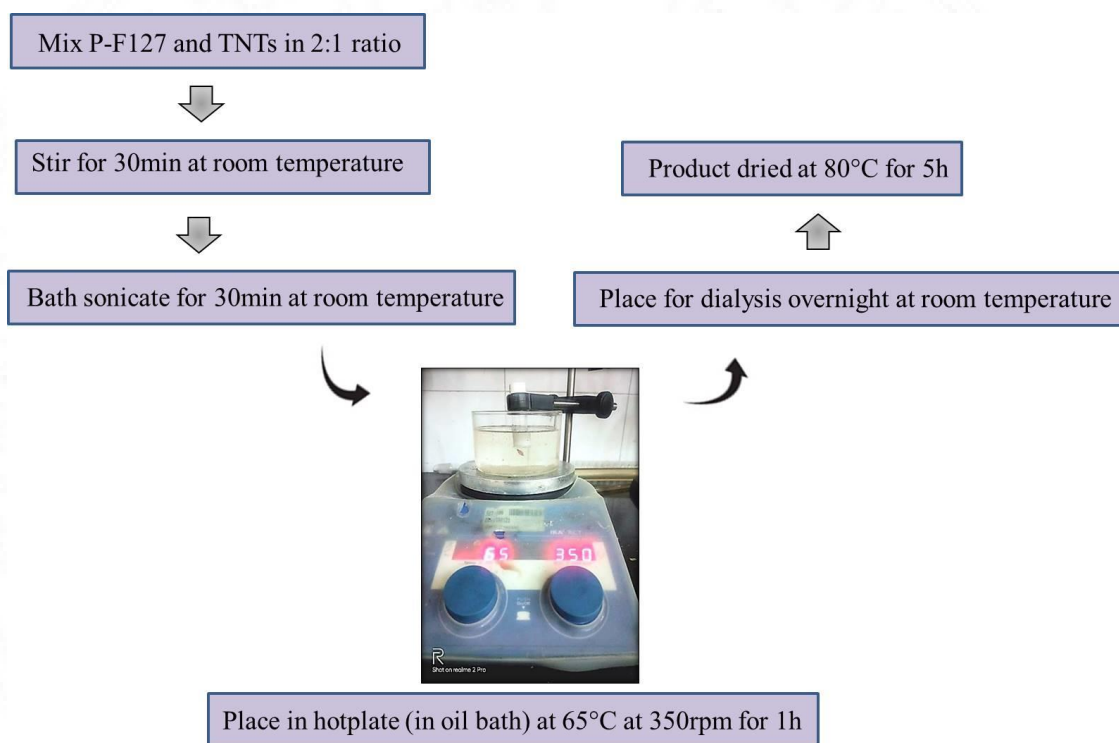 Mix P-F127 and TNTs in 2:1 ratio
Stir for 30min at room temperature
Bath sonicate for 30min at room temperature
65 350
R
Shot on realme 2 Pro
Place in hotplate (in oil bath) at 65°C at 350rpm for 1h
Place for dialysis overnight at room temperature
Product dried at 80°C for 5h